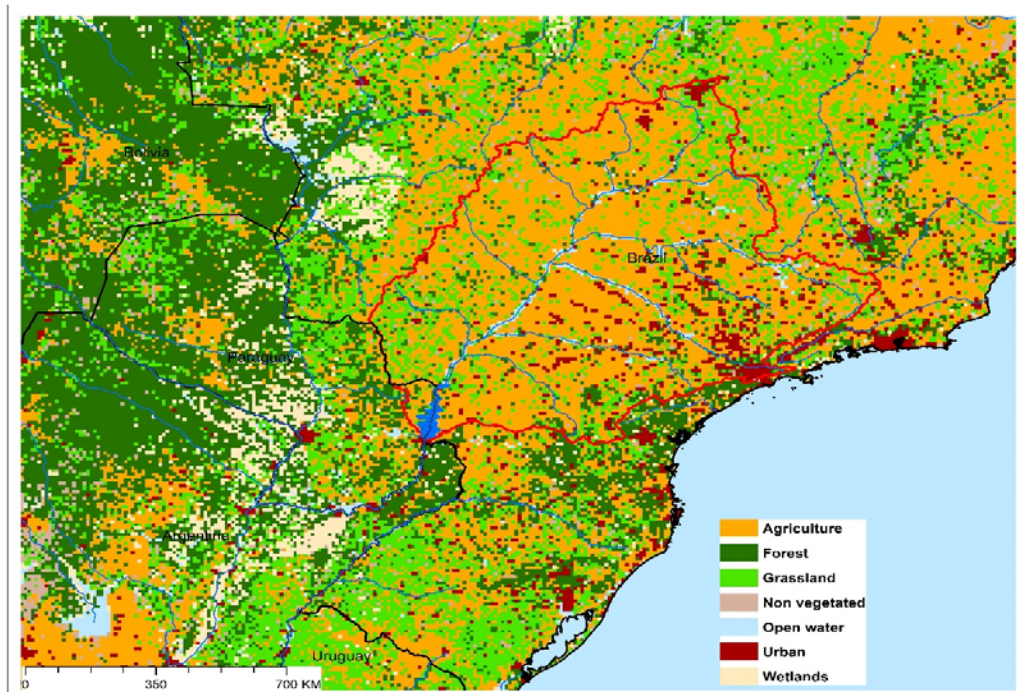 Bolivia
Brazil
Paraguay
Argentine
Uruguay
Agriculture
Forest
Grassland
Non vegetated
Open water
Urban
Wetlands
0 350 700 KM